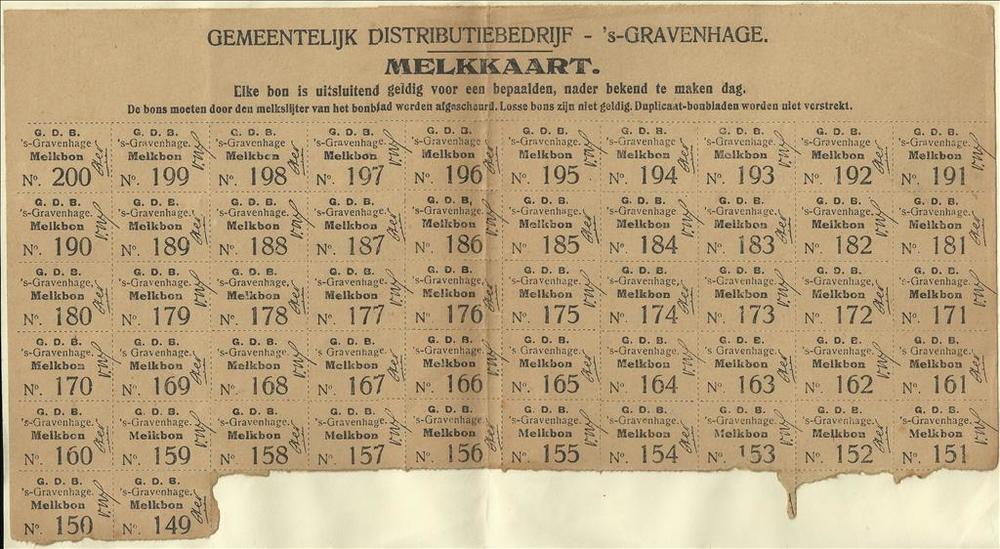 GEMEENTELIJK DISTRIBUTIEBEDRIJF - 's-GRAVENHAGE.
MELKKAART.
Elke bon is uitsluitend geldig voor een bepaalden, nader bekend te maken dag.
De bons moeten door den melkslijter van het bonblad werden afgescheurd. Losse bons zijn niet geldig. Duplicaat-bonbladen worden niet verstrekt.
G. D. B. G. D. B. G. D. B. G. D. B. G. D. B. G. D. B. G. D. B. G. D. B. G. D. B. G. D. B.
's-Gravenhage. 's-Gravenhage. 's-Gravenhage. 's-Gravenhage. 's-Gravenhage. 's-Gravenhage. 's-Gravenhage. 's-Gravenhage. 's-Gravenhage. 's-Gravenhage.
Melkbon Melkbon Melkbon Melkbon Melkbon Melkbon Melkbon Melkbon Melkbon Melkbon
No. 200 No. 199 No. 198 No. 197 No. 196 No. 195 No. 194 No. 193 No. 192 No. 191
G. D. B. G. D. B. G. D. B. G. D. B. G. D. B. G. D. B. G. D. B. G. D. B. G. D. B. G. D. B.
's-Gravenhage. 's-Gravenhage. 's-Gravenhage. 's-Gravenhage. 's-Gravenhage. 's-Gravenhage. 's-Gravenhage. 's-Gravenhage. 's-Gravenhage. 's-Gravenhage.
Melkbon Melkbon Melkbon Melkbon Melkbon Melkbon Melkbon Melkbon Melkbon Melkbon
No. 190 No. 189 No. 188 No. 187 No. 186 No. 185 No. 184 No. 183 No. 182 No. 181
G. D. B. G. D. B. G. D. B. G. D. B. G. D. B. G. D. B. G. D. B. G. D. B. G. D. B. G. D. B.
's-Gravenhage. 's-Gravenhage. 's-Gravenhage. 's-Gravenhage. 's-Gravenhage. 's-Gravenhage. 's-Gravenhage. 's-Gravenhage. 's-Gravenhage. 's-Gravenhage.
Melkbon Melkbon Melkbon Melkbon Melkbon Melkbon Melkbon Melkbon Melkbon Melkbon
No. 180 No. 179 No. 178 No. 177 No. 176 No. 175 No. 174 No. 173 No. 172 No. 171
G. D. B. G. D. B. G. D. B. G. D. B. G. D. B. G. D. B. G. D. B. G. D. B. G. D. B. G. D. B.
's-Gravenhage. 's-Gravenhage. 's-Gravenhage. 's-Gravenhage. 's-Gravenhage. 's-Gravenhage. 's-Gravenhage. 's-Gravenhage. 's-Gravenhage. 's-Gravenhage.
Melkbon Melkbon Melkbon Melkbon Melkbon Melkbon Melkbon Melkbon Melkbon Melkbon
No. 170 No. 169 No. 168 No. 167 No. 166 No. 165 No. 164 No. 163 No. 162 No. 161
G. D. B. G. D. B. G. D. B. G. D. B. G. D. B. G. D. B. G. D. B. G. D. B. G. D. B. G. D. B.
's-Gravenhage. 's-Gravenhage. 's-Gravenhage. 's-Gravenhage. 's-Gravenhage. 's-Gravenhage. 's-Gravenhage. 's-Gravenhage. 's-Gravenhage. 's-Gravenhage.
Melkbon Melkbon Melkbon Melkbon Melkbon Melkbon Melkbon Melkbon Melkbon Melkbon
No. 160 No. 159 No. 158 No. 157 No. 156 No. 155 No. 154 No. 153 No. 152 No. 151
G. D. B. G. D. B.
's-Gravenhage. 's-Gravenhage.
Melkbon Melkbon
No. 150 No. 149